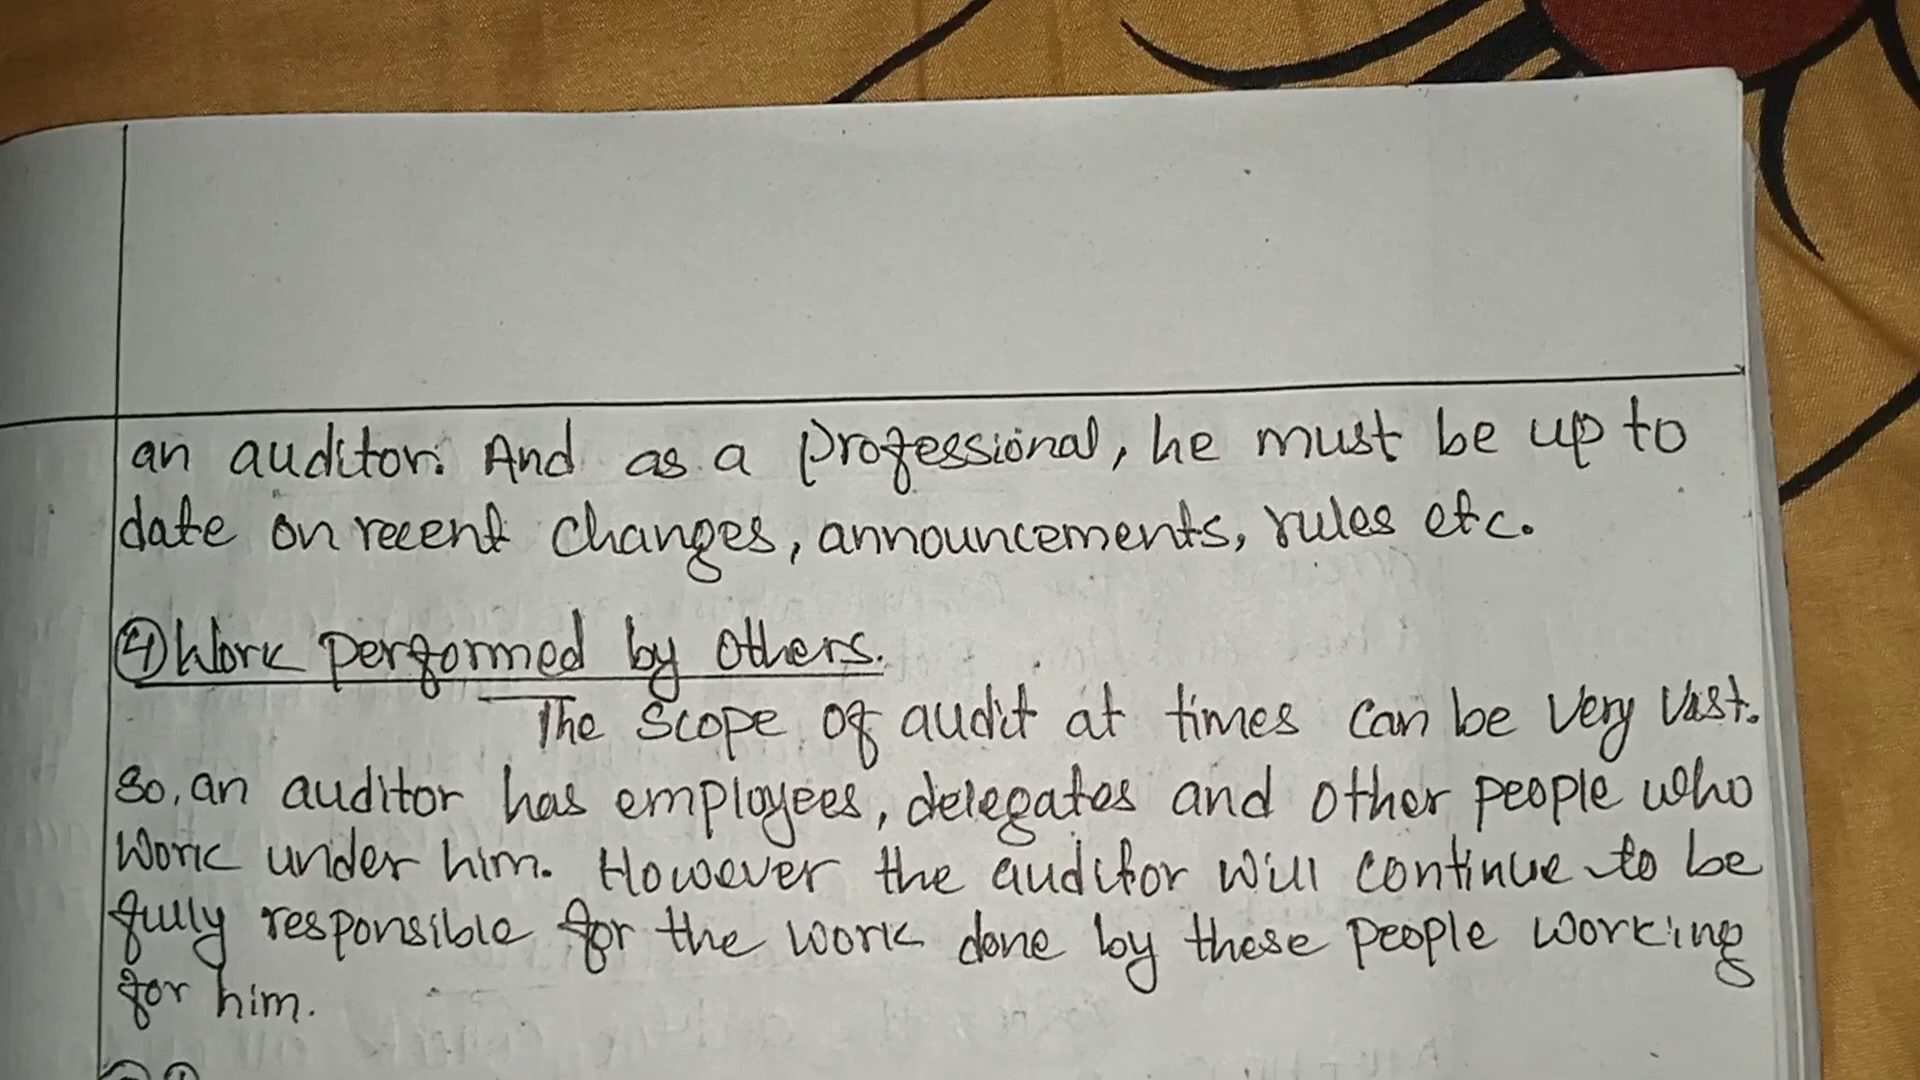 an auditor. And as a professional, he must be up to
date on recent changes, announcements, rules etc.
④ Work performed by others.
The scope of audit at times can be very vast.
So, an auditor has employees, delegates and other people who
work under him. However the auditor will continue to be
fully responsible for the work done by these people working
for him.